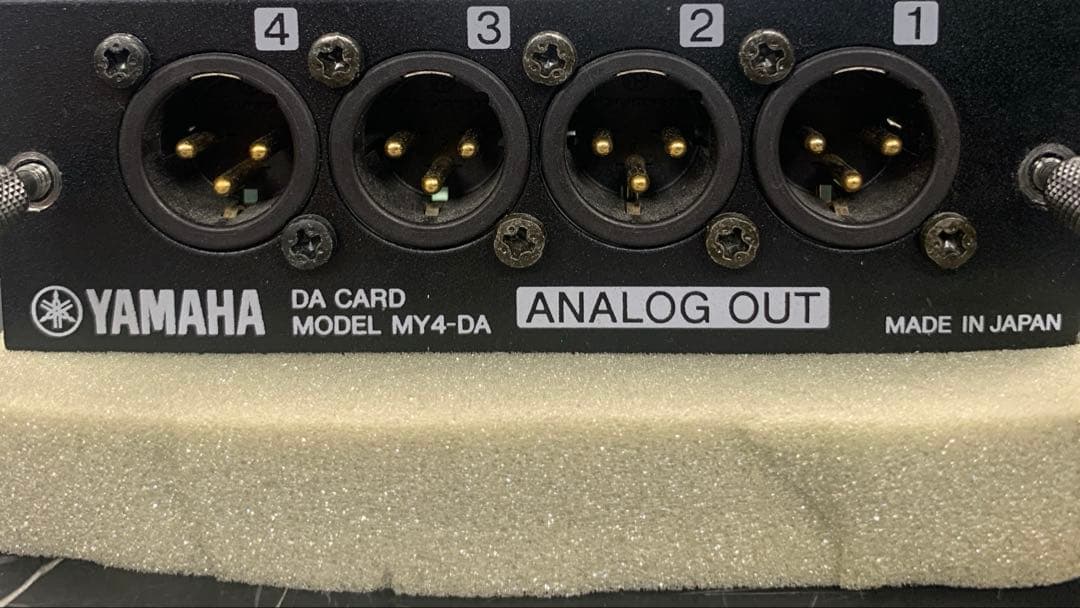 4 3 2 1
YAMAHA
DA CARD
MODEL MY4-DA
ANALOG OUT
MADE IN JAPAN